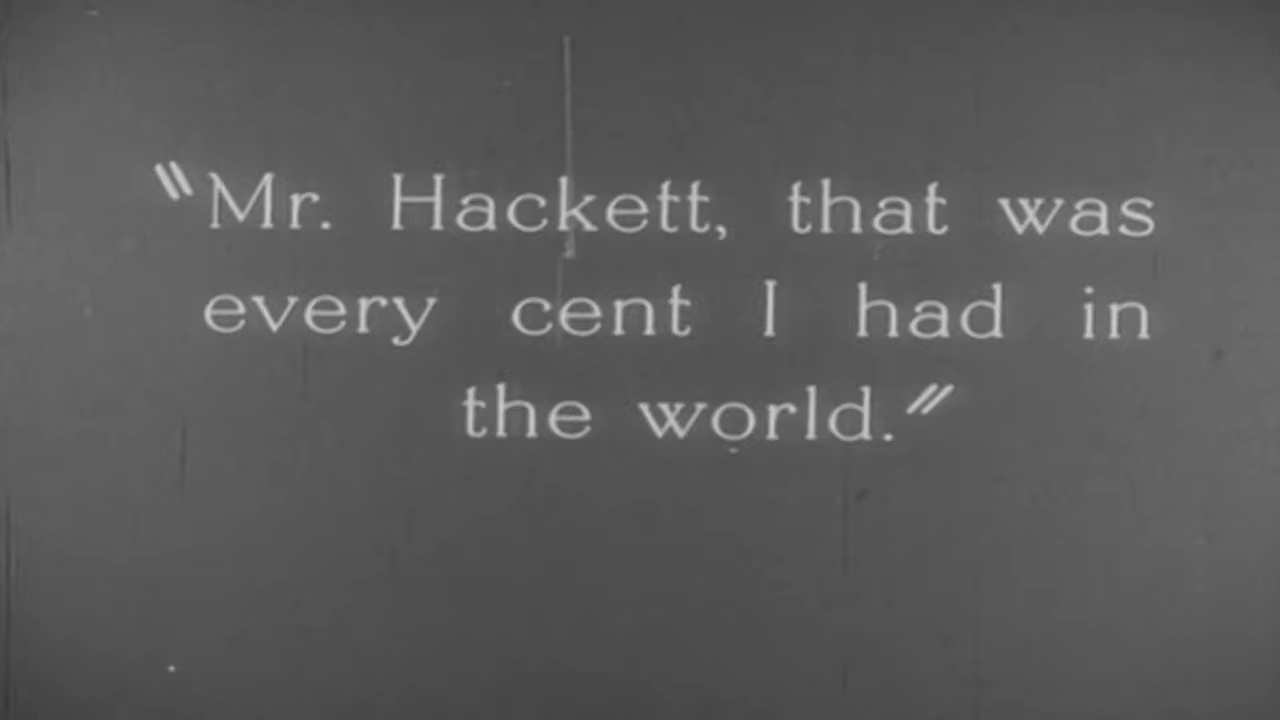 "Mr. Hackett, that was
every cent I had in
the world."